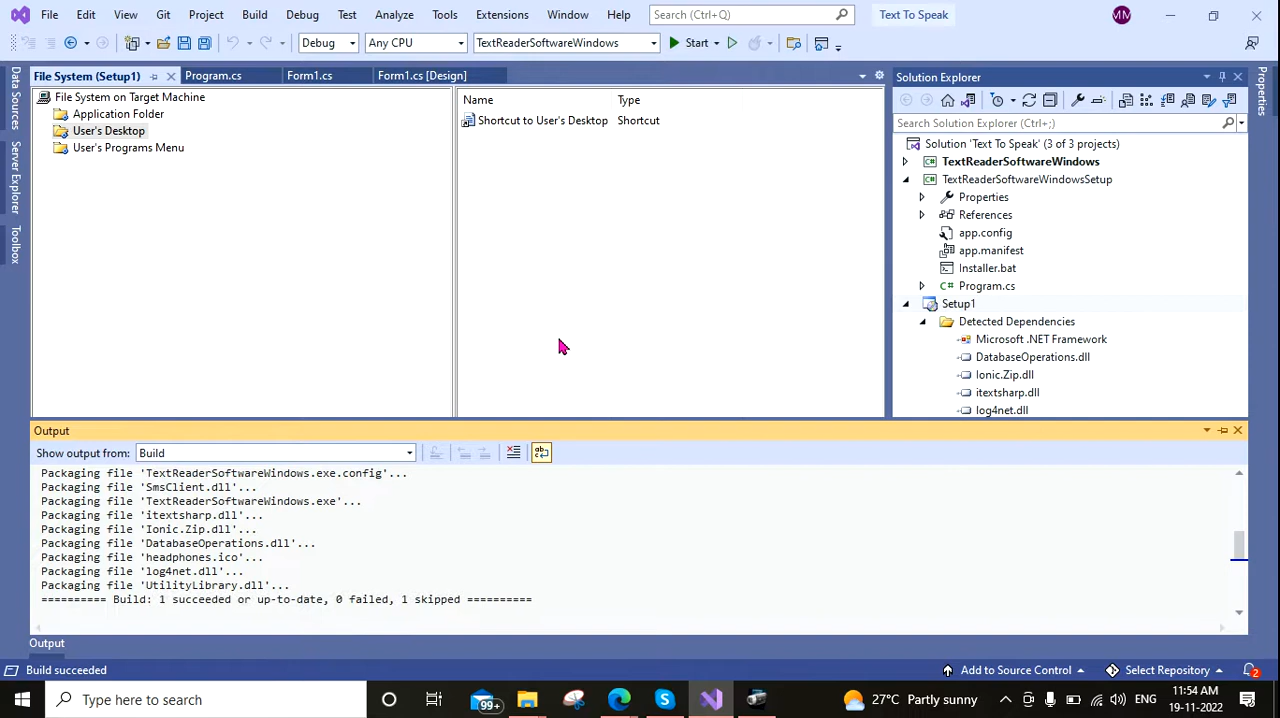 File Edit View Git Project Build Debug Test Analyze Tools Extensions Window Help Search (Ctrl+Q) Text To Speak MM
Debug Any CPU TextReaderSoftwareWindows Start
File System (Setup1) Program.cs Form1.cs Form1.cs [Design]
Data Sources
Server Explorer
Toolbox
File System on Target Machine
Application Folder
User's Desktop
User's Programs Menu
Name Type
Shortcut to User's Desktop Shortcut
Solution Explorer
Search Solution Explorer (Ctrl+;)
Solution 'Text To Speak' (3 of 3 projects)
TextReaderSoftwareWindows
TextReaderSoftwareWindowsSetup
Properties
References
app.config
app.manifest
Installer.bat
Program.cs
Setup1
Detected Dependencies
Microsoft .NET Framework
DatabaseOperations.dll
Ionic.Zip.dll
itextsharp.dll
log4net.dll
Properties
Output
Show output from: Build
Packaging file 'TextReaderSoftwareWindows.exe.config'...
Packaging file 'SmsClient.dll'...
Packaging file 'TextReaderSoftwareWindows.exe'...
Packaging file 'itextsharp.dll'...
Packaging file 'Ionic.Zip.dll'...
Packaging file 'DatabaseOperations.dll'...
Packaging file 'headphones.ico'...
Packaging file 'log4net.dll'...
Packaging file 'UtilityLibrary.dll'...
========== Build: 1 succeeded or up-to-date, 0 failed, 1 skipped ==========
Output
Build succeeded Add to Source Control Select Repository 2
Type here to search 99+ 27°C Partly sunny ENG 11:54 AM
19-11-2022